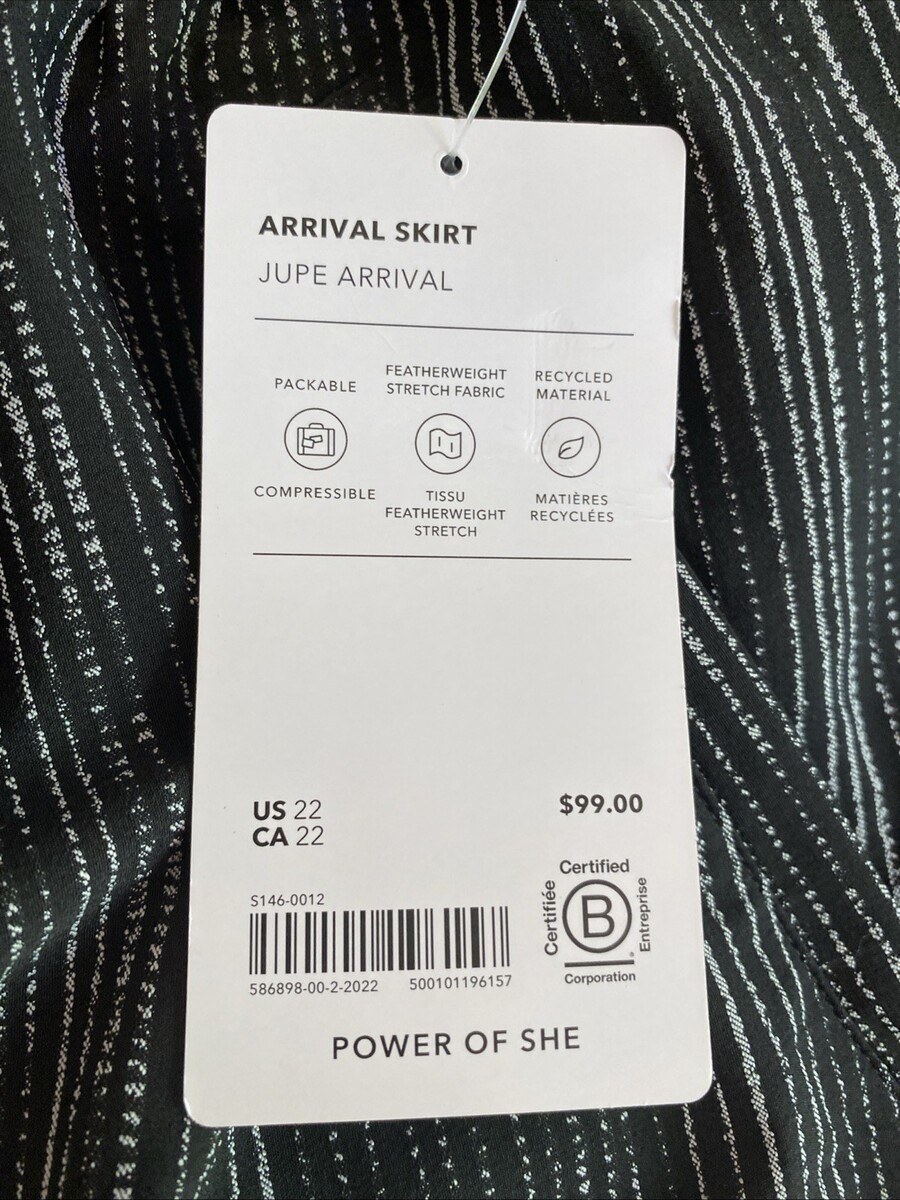 ARRIVAL SKIRT
JUPE ARRIVAL
PACKABLE
FEATHERWEIGHT
STRETCH FABRIC
RECYCLED
MATERIAL
COMPRESSIBLE
TISSU
FEATHERWEIGHT
STRETCH
MATIÈRES
RECYCLÉES
US 22
CA 22
$99.00
S146-0012
586898-00-2-2022 500101196157
Certified
Certifiée
B
Entreprise
Corporation
POWER OF SHE